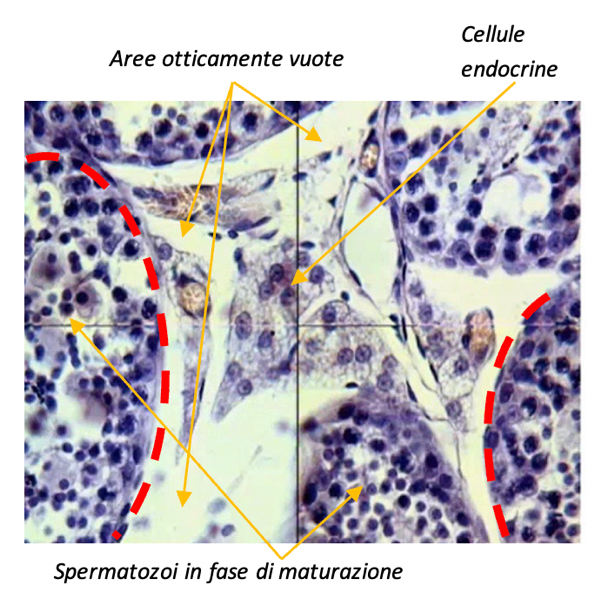 Cellule
endocrine
Aree otticamente vuote
Spermatozoi in fase di maturazione